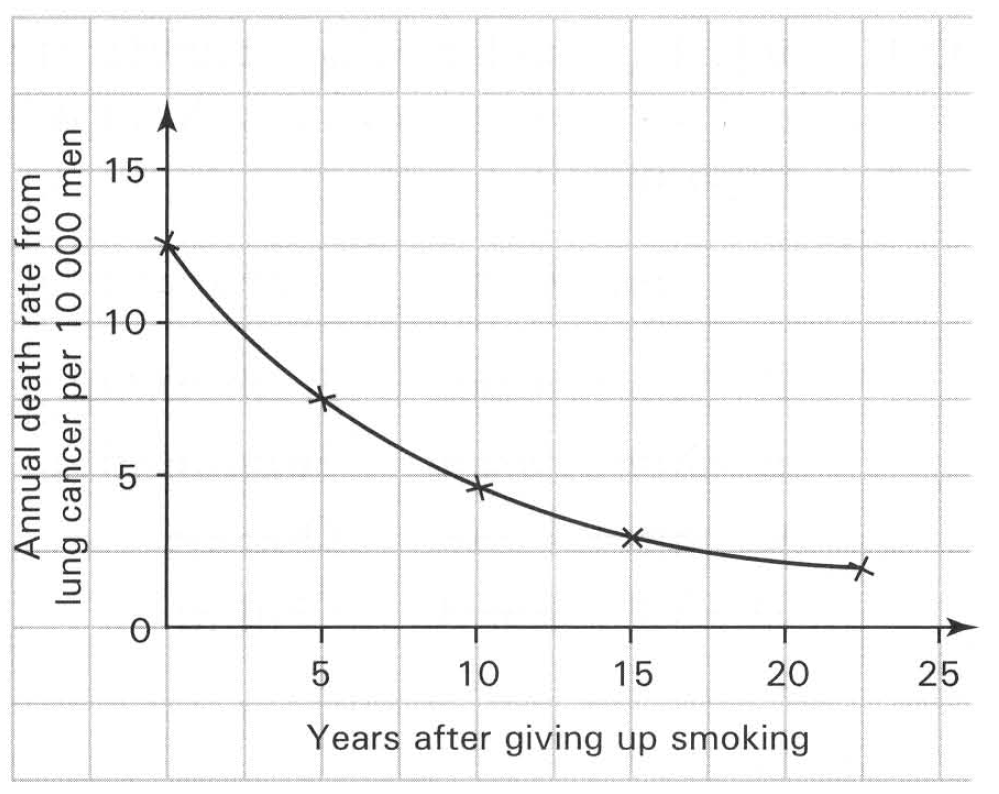 Annual death rate from
lung cancer per 10 000 men
15
10
5
0
5 10 15 20 25
Years after giving up smoking